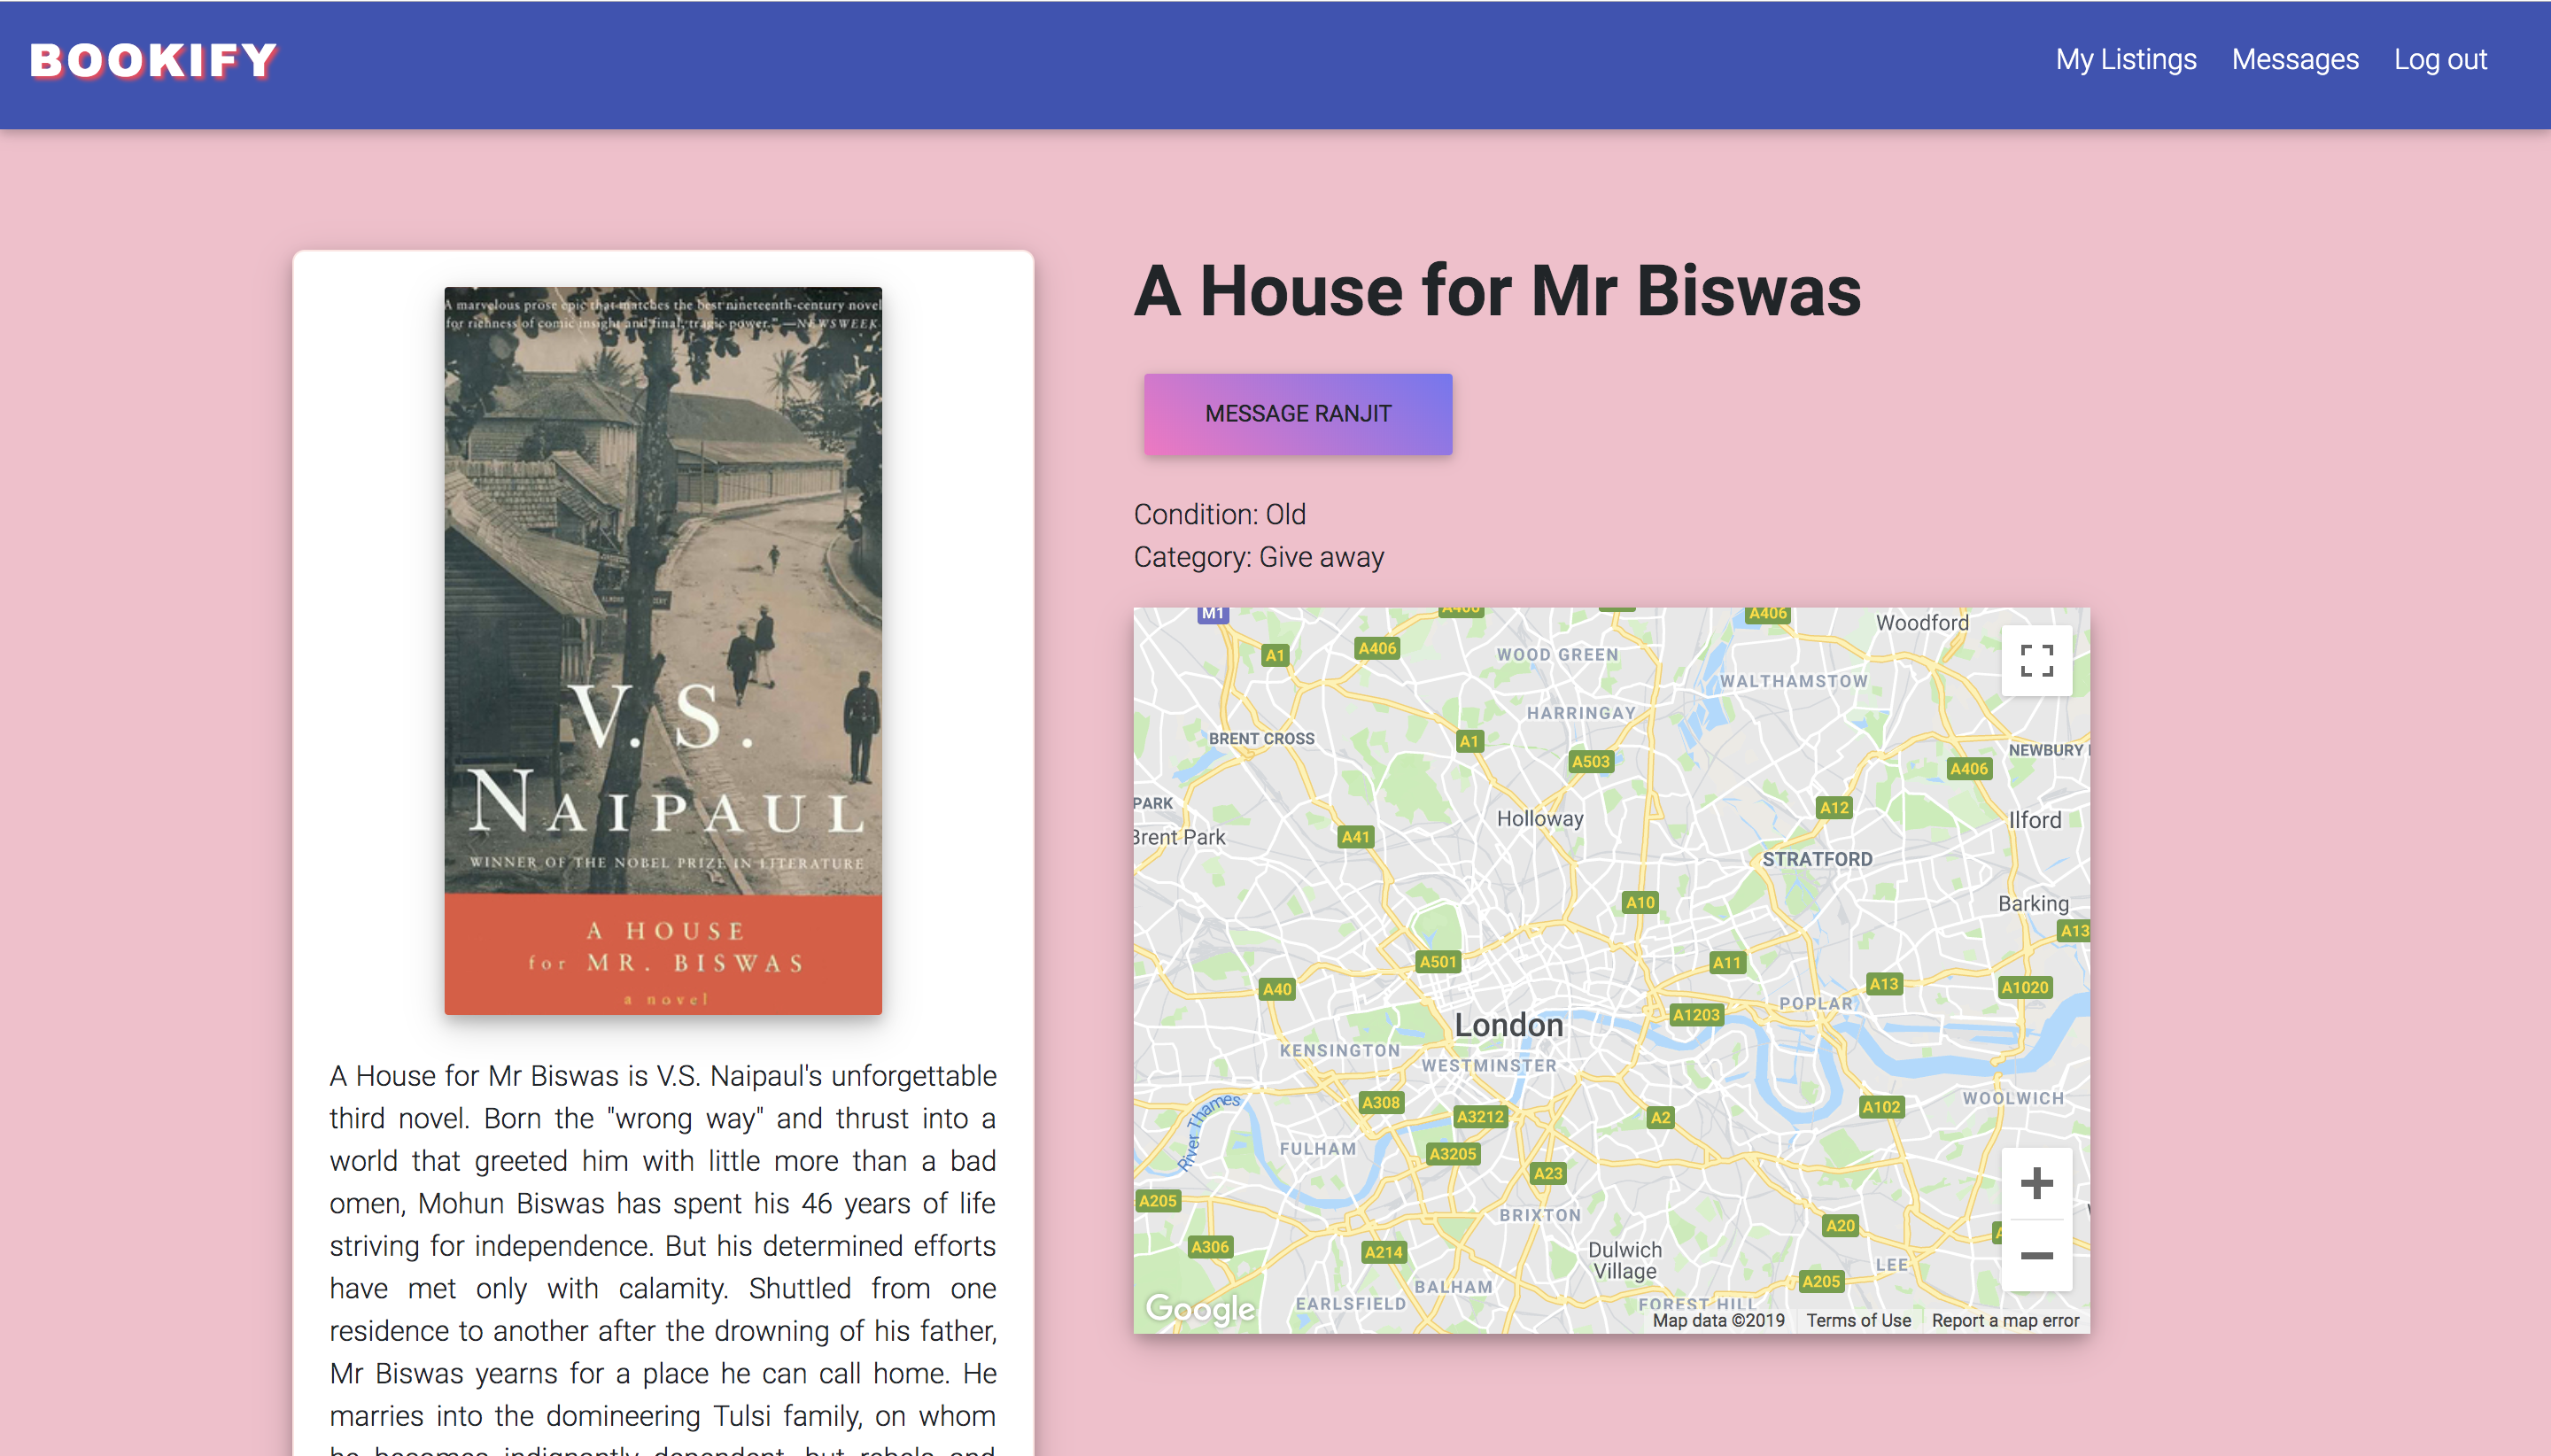 BOOKIFY
My Listings Messages Log out
A marvelous prose epic that matches the best nineteenth-century novel
for richness of comic insight and final, tragic power." —NEWSWEEK
V.S.
NAIPAUL
WINNER OF THE NOBEL PRIZE IN LITERATURE
A HOUSE
for MR. BISWAS
a novel
A House for Mr Biswas is V.S. Naipaul's unforgettable
third novel. Born the "wrong way" and thrust into a
world that greeted him with little more than a bad
omen, Mohun Biswas has spent his 46 years of life
striving for independence. But his determined efforts
have met only with calamity. Shuttled from one
residence to another after the drowning of his father,
Mr Biswas yearns for a place he can call home. He
marries into the domineering Tulsi family, on whom
he becomes indignantly dependent, but rebels and
A House for Mr Biswas
MESSAGE RANJIT
Condition: Old
Category: Give away
M1
A406
A406
Woodford
A1
A406
WOOD GREEN
WALTHAMSTOW
HARRINGAY
BRENT CROSS
A1
A503
NEWBURY
A406
PARK
Brent Park
A41
Holloway
A12
Ilford
STRATFORD
A10
Barking
A13
A501
A11
A40
A13
A1020
POPLAR
A1203
London
KENSINGTON
WESTMINSTER
River Thames
A308
A3212
A2
A102
WOOLWICH
FULHAM
A3205
A23
A205
BRIXTON
A20
A306
A214
Dulwich
Village
LEE
A205
BALHAM
EARLSFIELD
FOREST HILL
Google
Map data ©2019 Terms of Use Report a map error